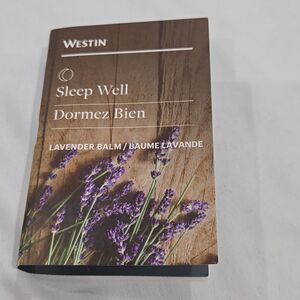 WESTIN
Sleep Well
Dormez Bien
LAVENDER BALM / BAUME LAVANDE